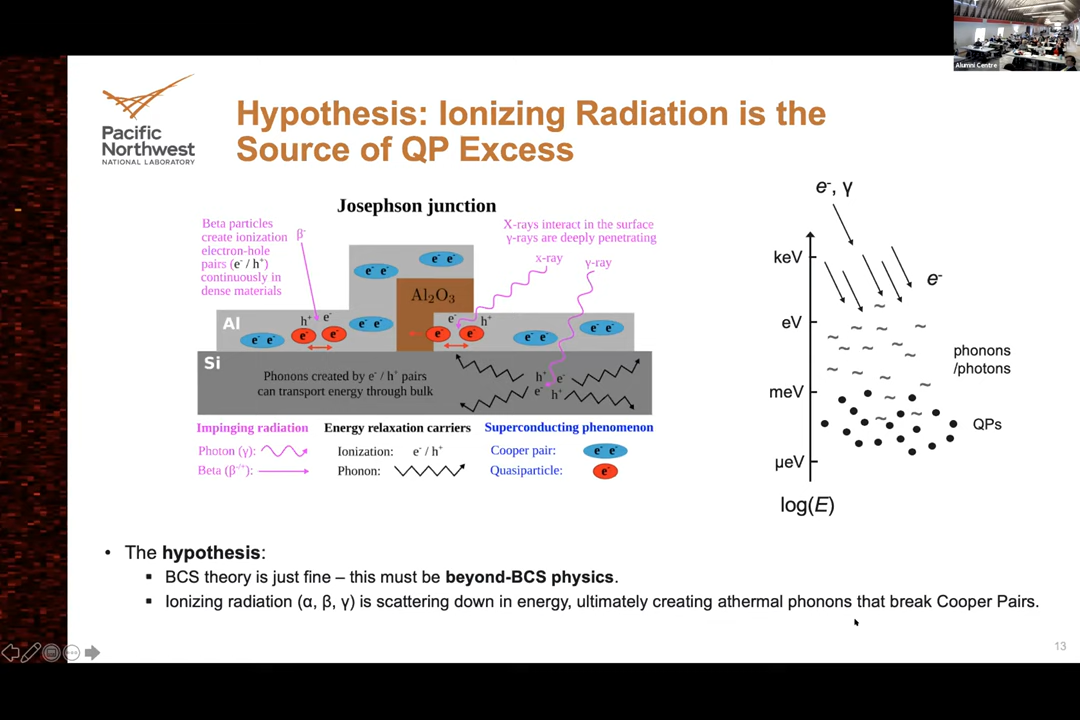 Alumni Centre
Pacific
Northwest
NATIONAL LABORATORY
Hypothesis: Ionizing Radiation is the
Source of QP Excess
Josephson junction
Beta particles
create ionization
electron-hole
pairs (e⁻ / h⁺)
continuously in
dense materials
β⁻
X-rays interact in the surface
γ-rays are deeply penetrating
x-ray
γ-ray
e⁻ e⁻
e⁻ e⁻
Al₂O₃
Al
h⁺ e⁻
e⁻ h⁺
e⁻ e⁻
e⁻
e⁻
e⁻ e⁻
e⁻
e⁻
e⁻ e⁻
e⁻ e⁻
Si
Phonons created by e⁻ / h⁺ pairs
can transport energy through bulk
h⁺ e⁻
e⁻ h⁺
Impinging radiation
Photon (γ):
Beta (β⁻/⁺):
Energy relaxation carriers
Ionization: e⁻ / h⁺
Phonon:
Superconducting phenomenon
Cooper pair: e⁻ e⁻
Quasiparticle: e⁻
e⁻, γ
keV
e⁻
eV
phonons
/photons
meV
QPs
μeV
log(E)
• The hypothesis:
▪ BCS theory is just fine – this must be beyond-BCS physics.
▪ Ionizing radiation (α, β, γ) is scattering down in energy, ultimately creating athermal phonons that break Cooper Pairs.
13